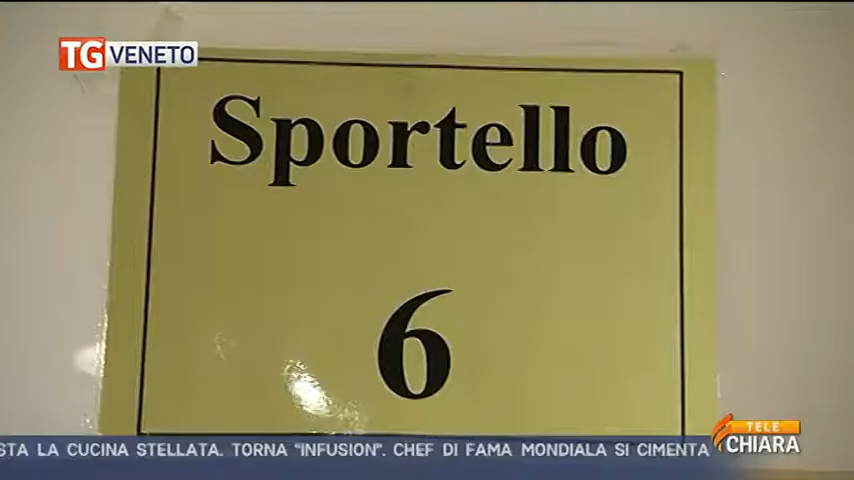 TG VENETO
Sportello
6
STA LA CUCINA STELLATA. TORNA "INFUSION". CHEF DI FAMA MONDIALA SI CIMENTA
TELE
CHIARA